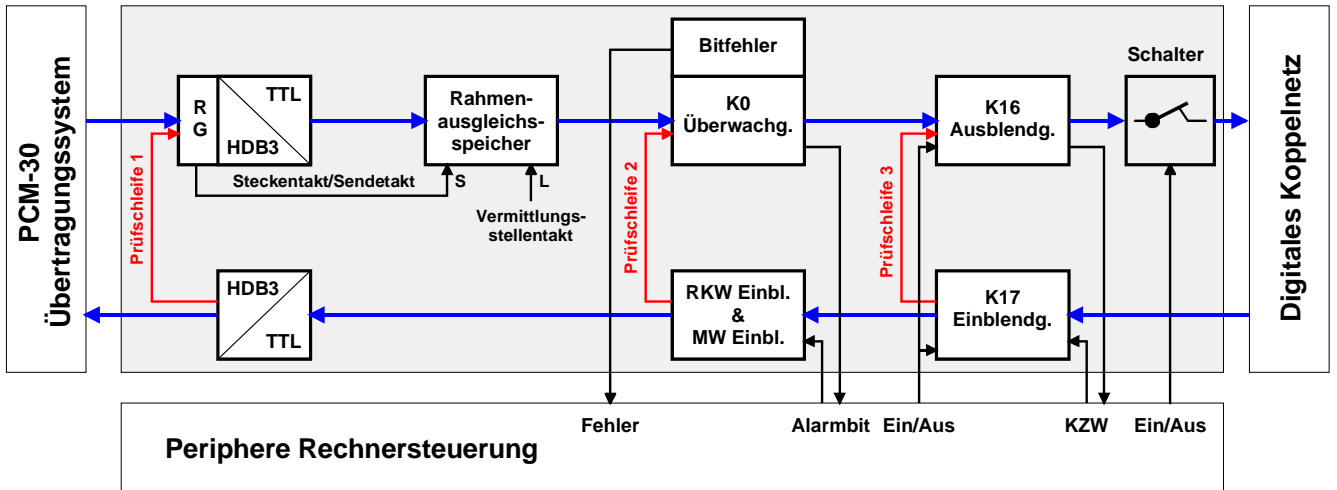 PCM-30
Übertragungssystem
R
G
TTL
HDB3
Rahmen-
ausgleichs-
speicher
Bitfehler
K0
Überwachg.
K16
Ausblendg.
Schalter
Digitales Koppelnetz
Prüfschleife 1
Steckentakt/Sendetakt
S
L
Vermittlungs-
stellentakt
Prüfschleife 2
Prüfschleife 3
HDB3
TTL
RKW Einbl.
&
MW Einbl.
K17
Einblendg.
Fehler
Alarmbit
Ein/Aus
KZW
Ein/Aus
Periphere Rechnersteuerung